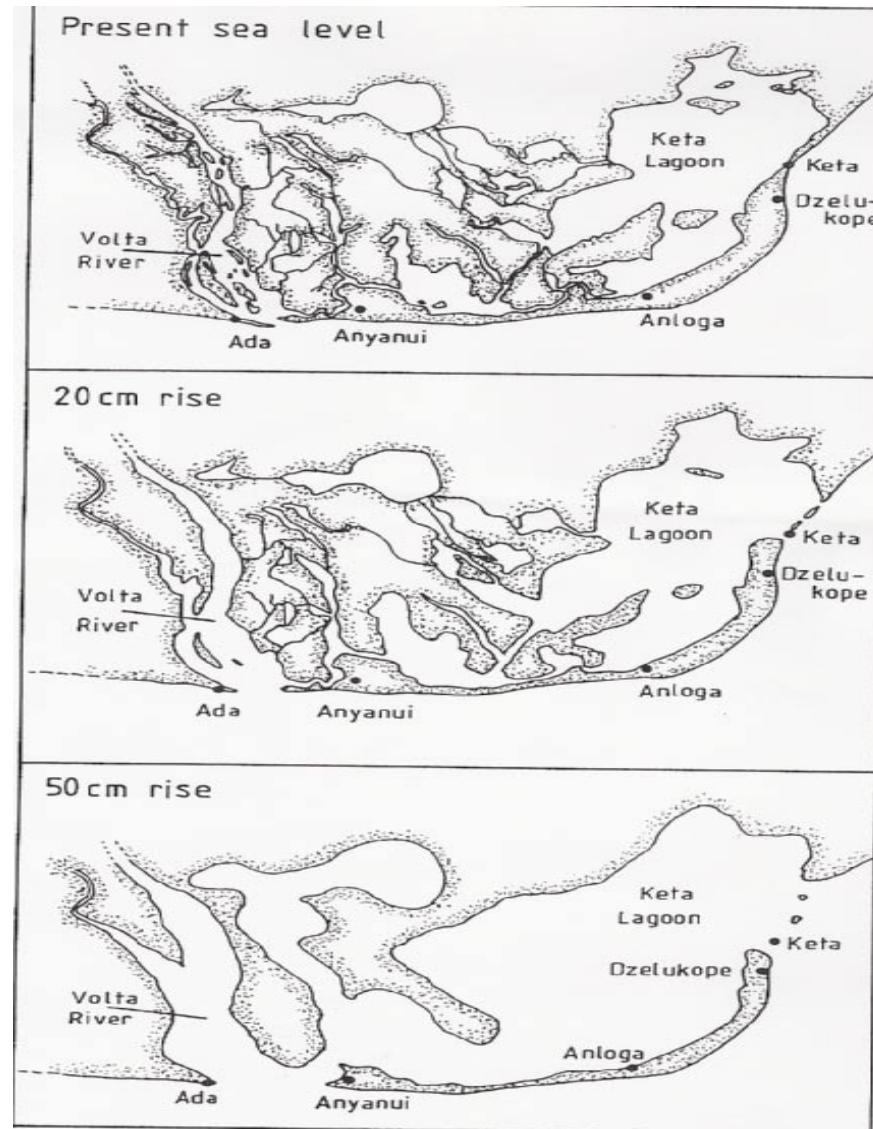 Present sea level
Keta
Lagoon
Keta
Dzelu-
kope
Volta
River
Ada
Anyanui
Anloga
20 cm rise
Keta
Lagoon
Keta
Dzelu-
kope
Volta
River
Ada
Anyanui
Anloga
50 cm rise
Keta
Lagoon
Keta
Dzelukope
Volta
River
Anloga
Ada
Anyanui